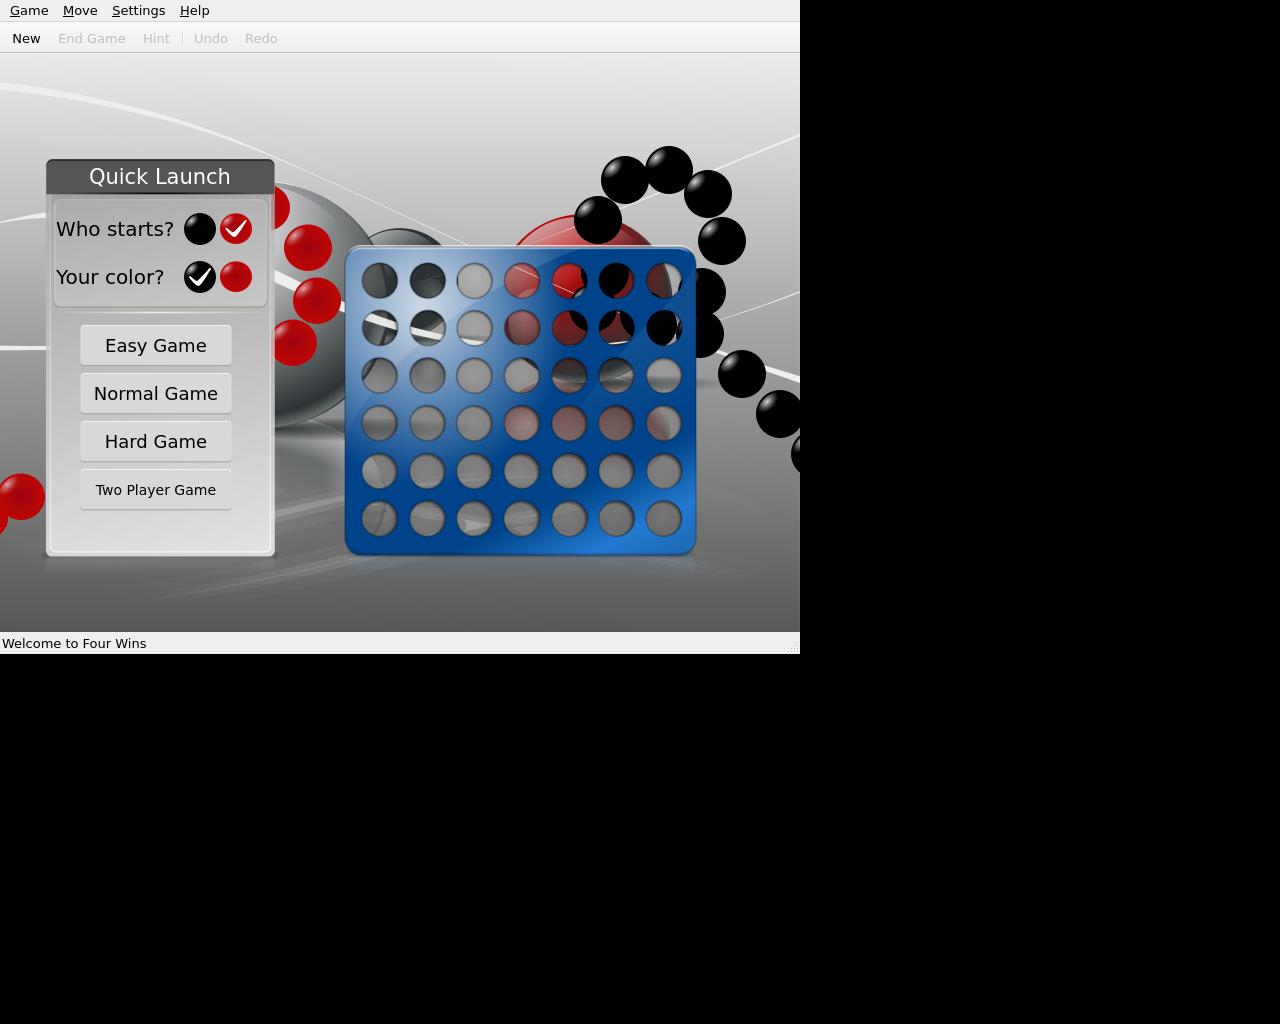 Game Move Settings Help
New End Game Hint Undo Redo
Quick Launch
Who starts?
Your color?
Easy Game
Normal Game
Hard Game
Two Player Game
Welcome to Four Wins